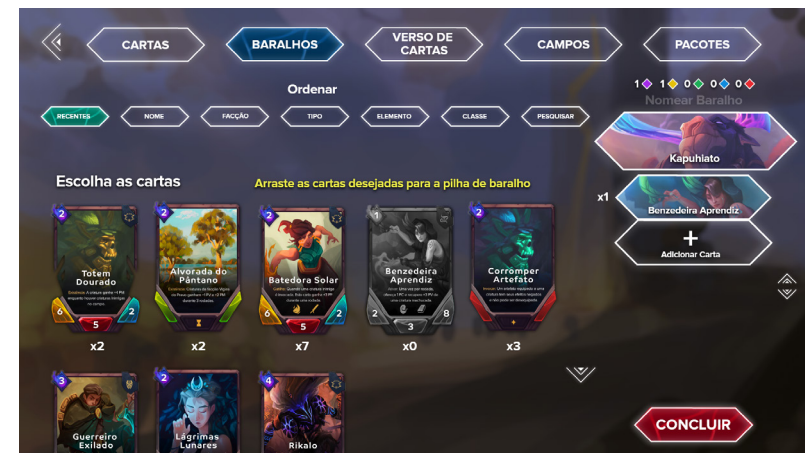 CARTAS
BARALHOS
VERSO DE
CARTAS
CAMPOS
PACOTES
Ordenar
RECENTES
NOME
FACÇÃO
TIPO
ELEMENTO
CLASSE
PESQUISAR
1 1 0 0 0
Nomear Baralho
Kapuhiato
x1
Benzedeira Aprendiz
+
Adicionar Carta
Escolha as cartas
Arraste as cartas desejadas para a pilha de baralho
2
Totem
Dourado
6 5 2
x2
2
Alvorada do
Pântano
x2
2
Batedora Solar
6 5 2
x7
1
Benzedeira
Aprendiz
2 3 8
x0
2
Corromper
Artefato
x3
3
Guerreiro
Exilado
2
Lágrimas
Lunares
4
Rikalo
CONCLUIR